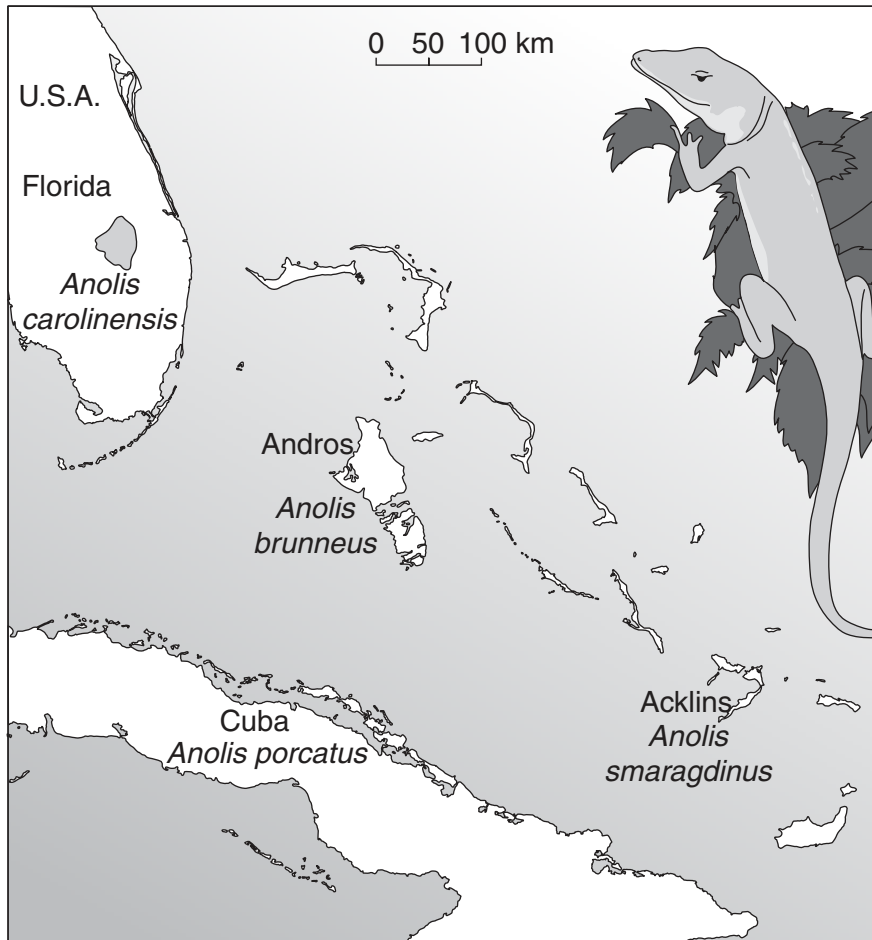 0 50 100 km
U.S.A.
Florida
Anolis
carolinensis
Andros
Anolis
brunneus
Cuba
Anolis porcatus
Acklins
Anolis
smaragdinus